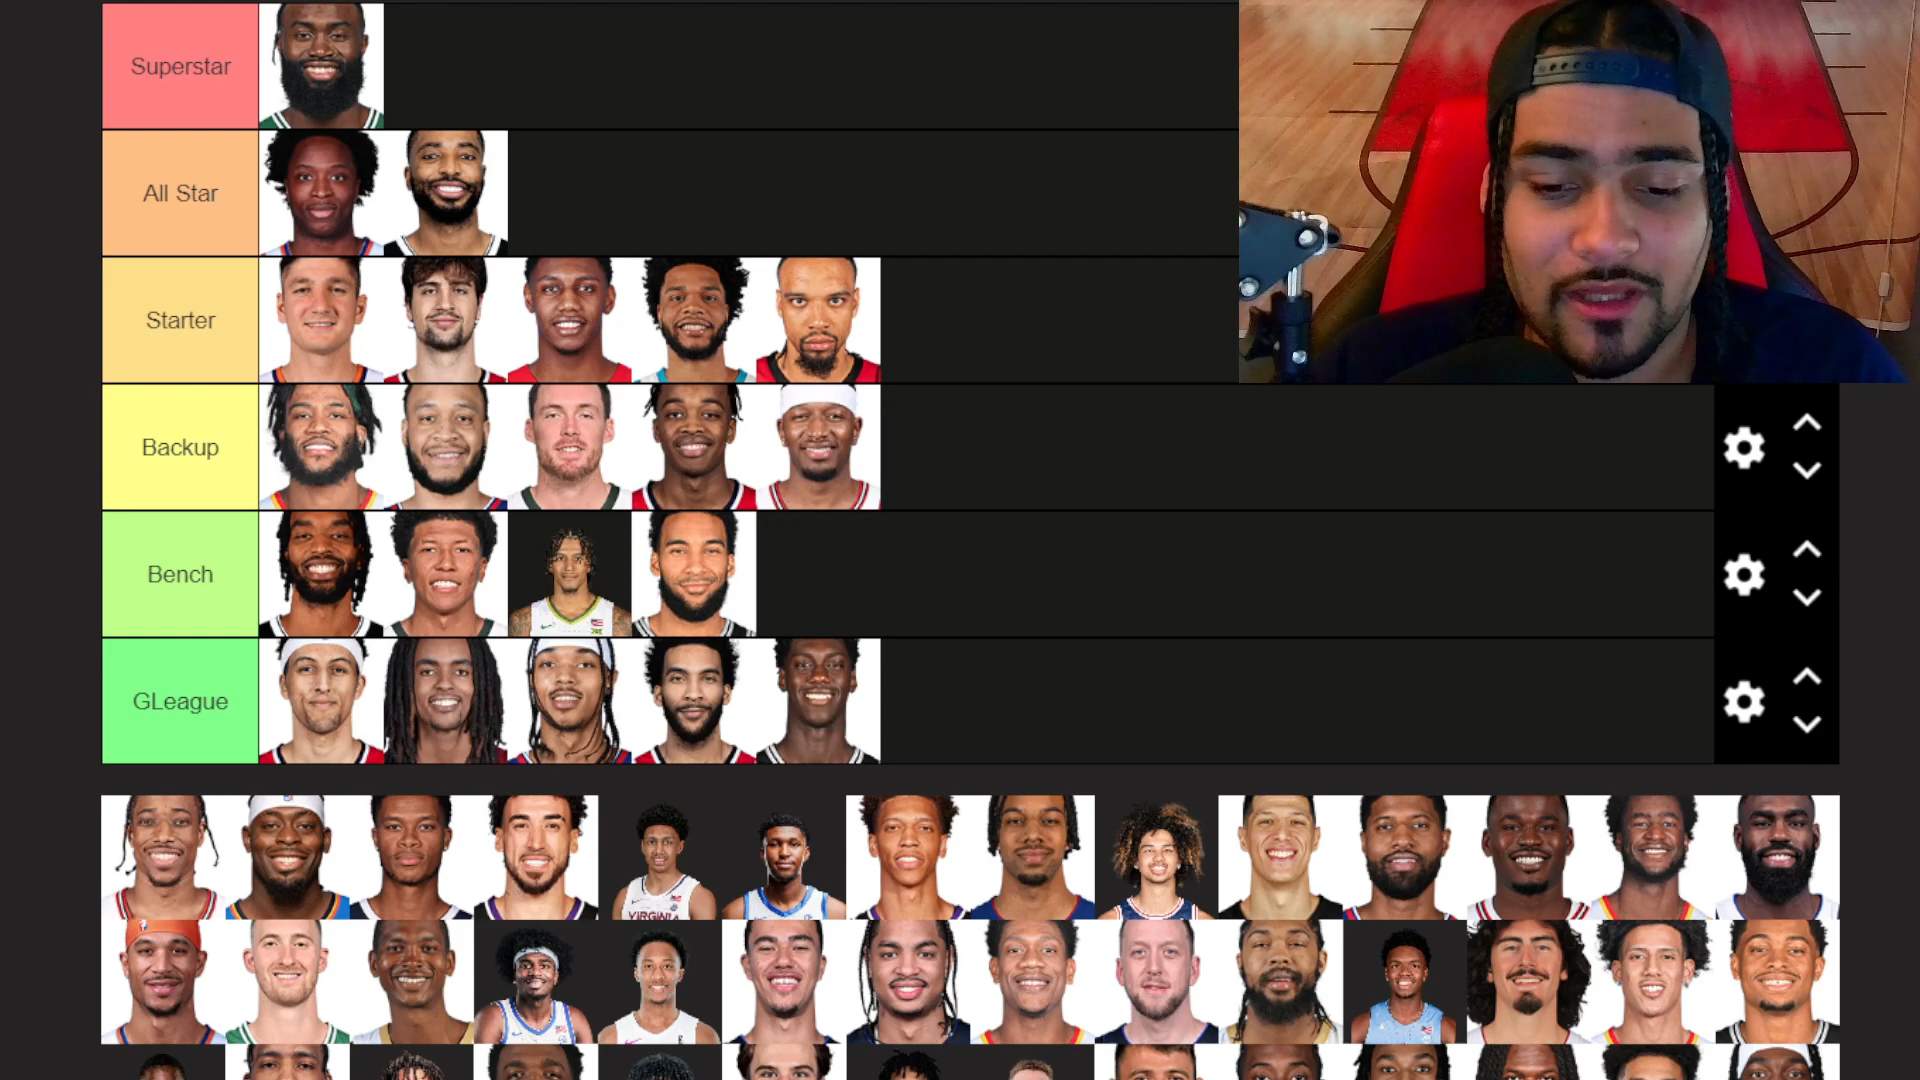 Superstar
All Star
Starter
Backup
Bench
GLeague
VIRGINIA